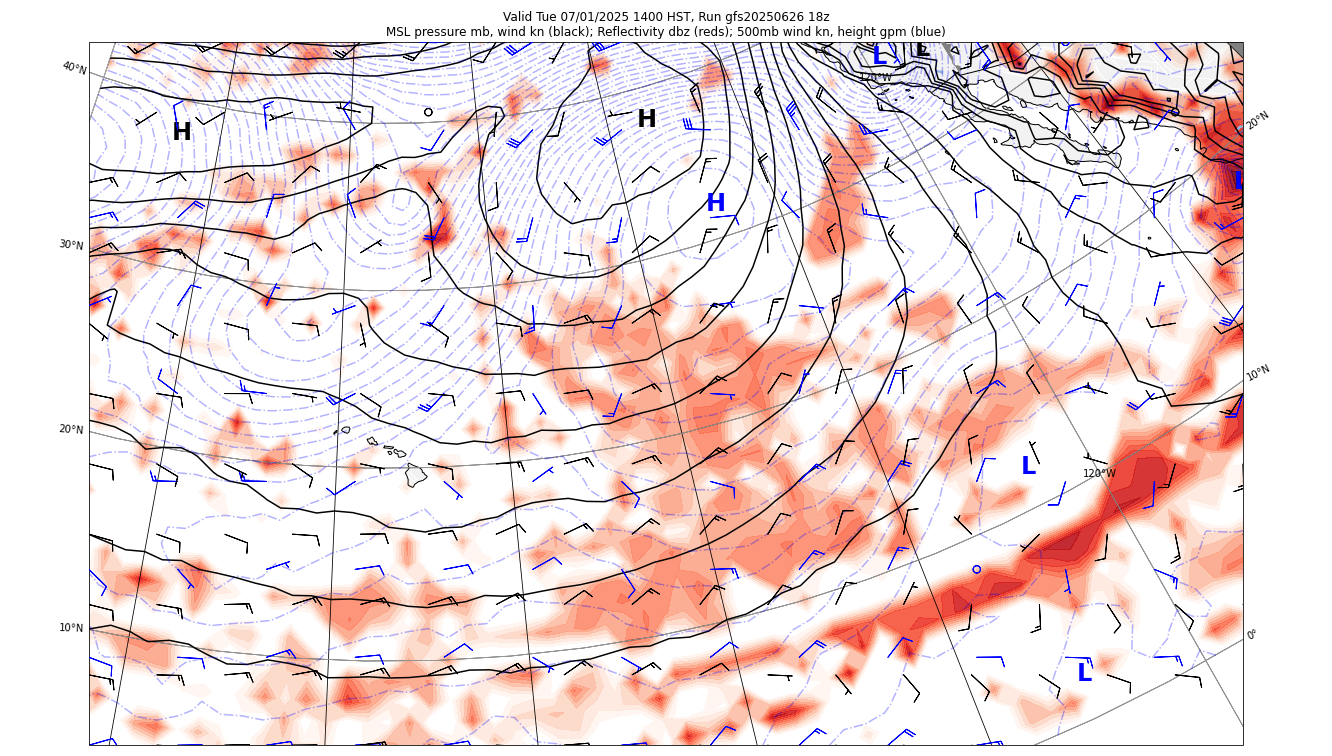 Valid Tue 07/01/2025 1400 HST, Run gfs20250626 18z
MSL pressure mb, wind kn (black); Reflectivity dbz (reds); 500mb wind kn, height gpm (blue)
L L
120°W
40°N
20°N
H H
L
H
30°N
10°N
20°N
L
120°W
10°N
0°
L